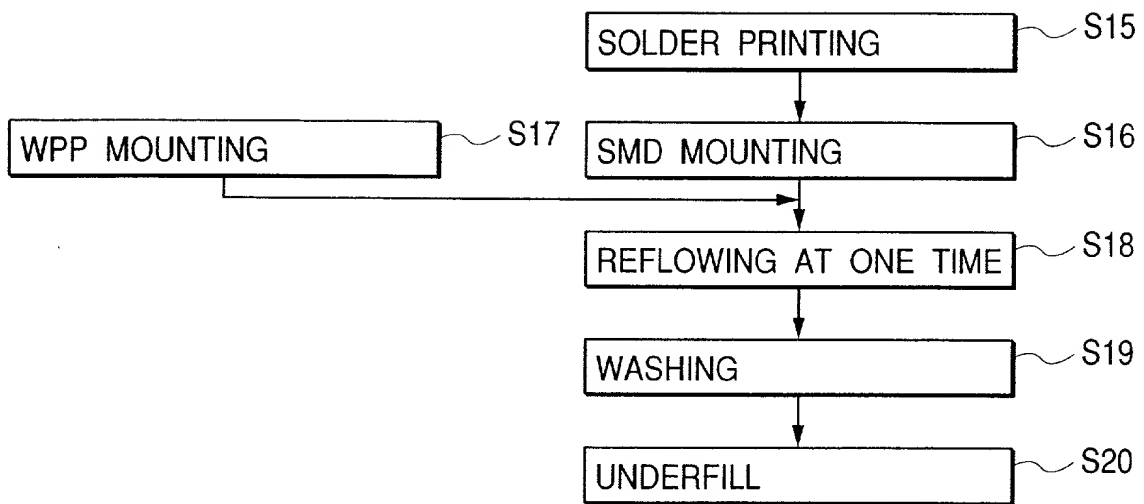 SOLDER PRINTING
S15
WPP MOUNTING
S17
SMD MOUNTING
S16
REFLOWING AT ONE TIME
S18
WASHING
S19
UNDERFILL
S20